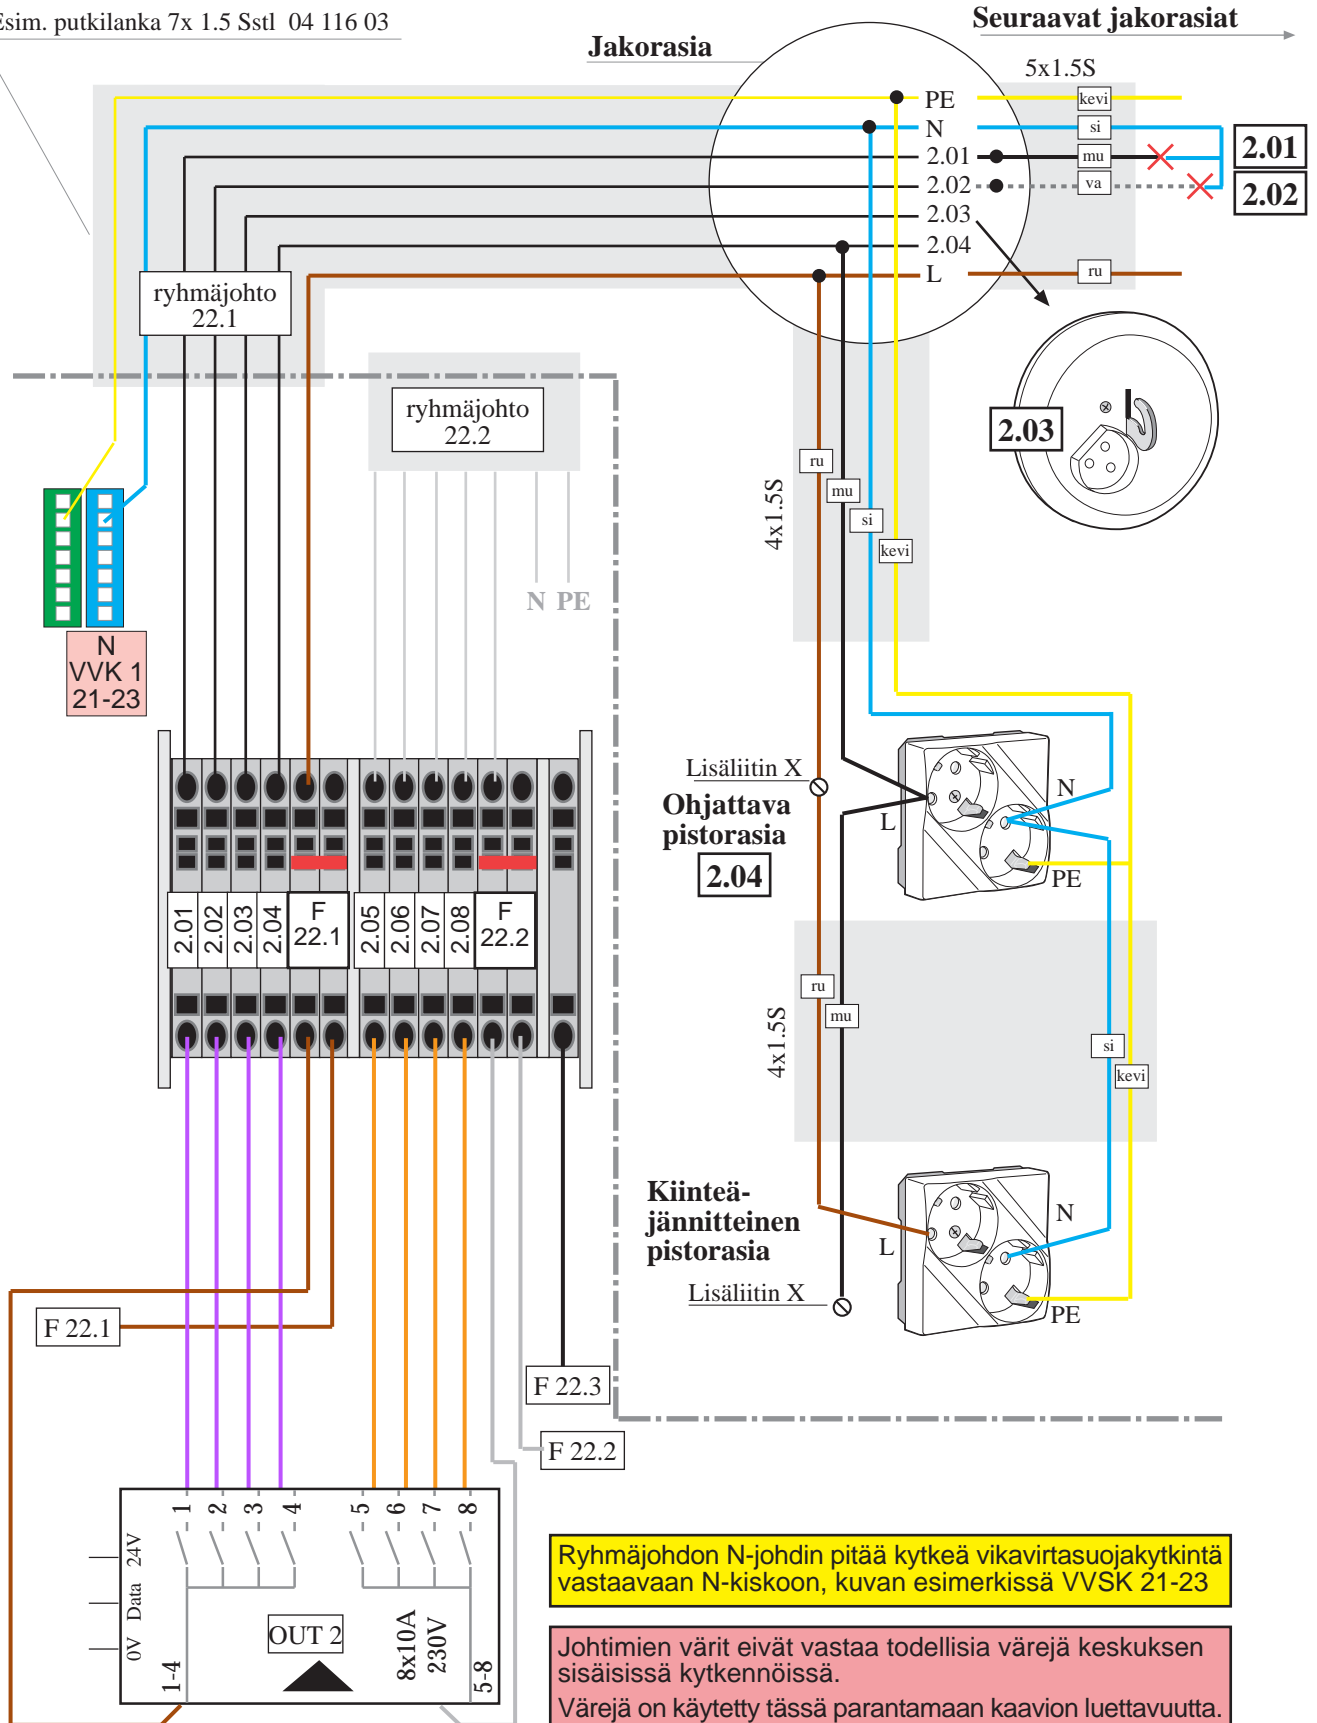 Esim. putkilanka 7x 1.5 Sstl 04 116 03
Seuraavat jakorasiat
Jakorasia
5x1.5S
PE
kevi
N
si
2.01
mu
2.01
2.02
va
2.02
2.03
2.04
L
ru
ryhmäjohto
22.1
ryhmäjohto
22.2
2.03
ru
mu
si
kevi
4x1.5S
N PE
N
VVK 1
21-23
Lisäliitin X
Ohjattava
pistorasia
2.04
L
N
PE
2.01
2.02
2.03
2.04
F
22.1
2.05
2.06
2.07
2.08
F
22.2
ru
mu
4x1.5S
si
kevi
Kiinteä-
jännitteinen
pistorasia
L
N
PE
Lisäliitin X
F 22.1
F 22.3
F 22.2
1
2
3
4
5
6
7
8
24V
Data
0V
1-4
OUT 2
8x10A
230V
5-8
Ryhmäjohdon N-johdin pitää kytkeä vikavirtasuojakytkintä
vastaavaan N-kiskoon, kuvan esimerkissä VVSK 21-23
Johtimien värit eivät vastaa todellisia värejä keskuksen
sisäisissä kytkennöissä.
Värejä on käytetty tässä parantamaan kaavion luettavuutta.